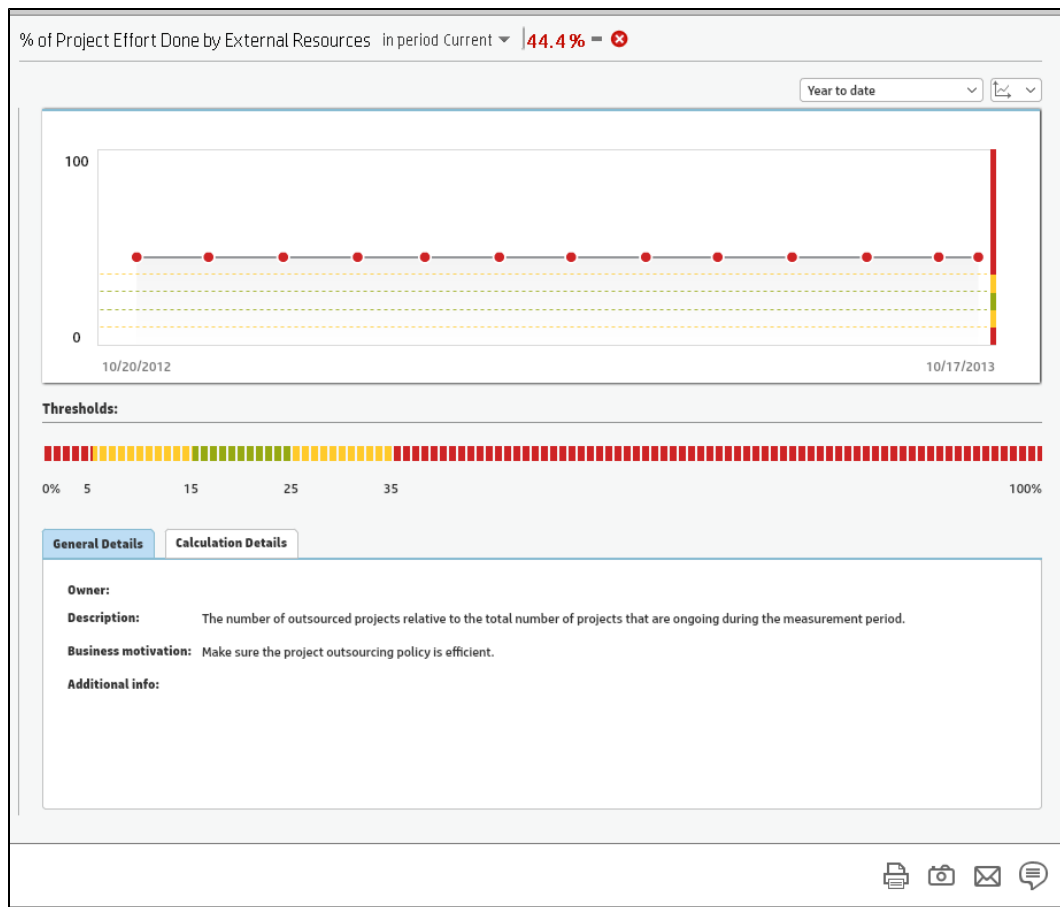 % of Project Effort Done by External Resources in period Current 44.4%
Year to date
100
0
10/20/2012 10/17/2013
Thresholds:
0% 5 15 25 35 100%
General Details Calculation Details
Owner:
Description: The number of outsourced projects relative to the total number of projects that are ongoing during the measurement period.
Business motivation: Make sure the project outsourcing policy is efficient.
Additional info: